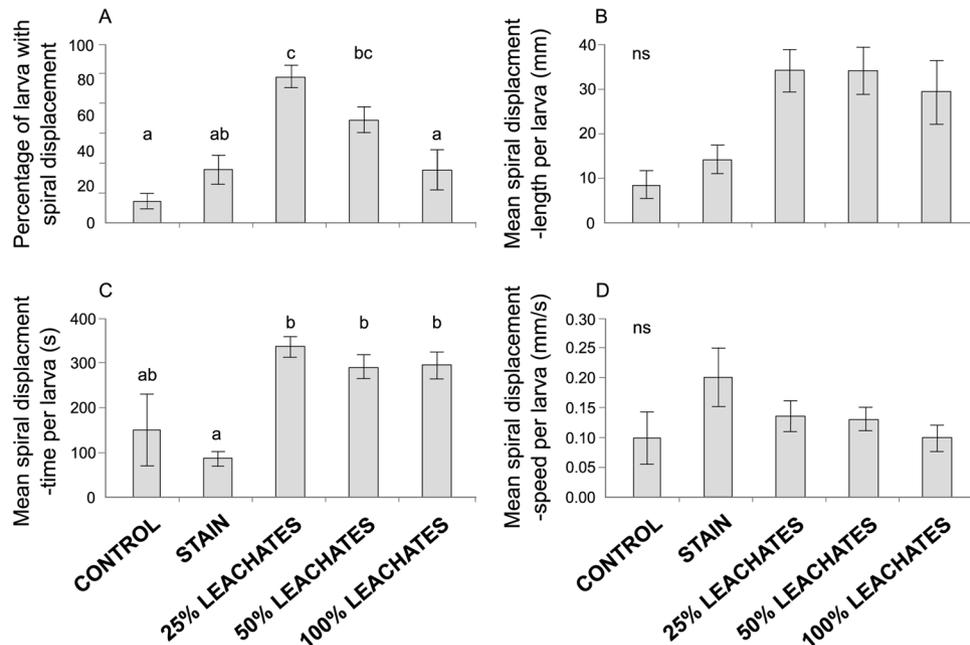 A
Percentage of larva with
spiral displacement
100
80
60
40
20
0
a
ab
c
bc
a
B
Mean spiral displacment
-length per larva (mm)
40
30
20
10
0
ns
C
Mean spiral displacment
-time per larva (s)
400
300
200
100
0
ab
a
b
b
b
CONTROL
STAIN
25% LEACHATES
50% LEACHATES
100% LEACHATES
D
Mean spiral displacement
-speed per larva (mm/s)
0.30
0.25
0.20
0.15
0.10
0.05
0.00
ns
CONTROL
STAIN
25% LEACHATES
50% LEACHATES
100% LEACHATES